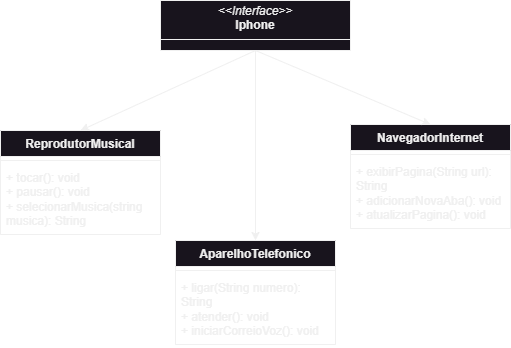 <<Interface>>
Iphone
ReprodutorMusical
+ tocar(): void
+ pausar(): void
+ selecionarMusica(string
musica): String
NavegadorInternet
+ exibirPagina(String url):
String
+ adicionarNovaAba(): void
+ atualizarPagina(): void
AparelhoTelefonico
+ ligar(String numero):
String
+ atender(): void
+ iniciarCorreioVoz(): void